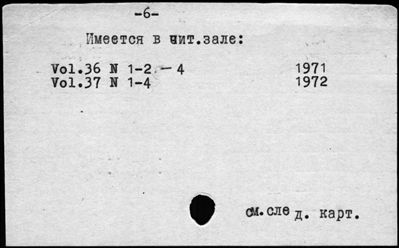 -6-
Имеется в чит.зале:
Vol.36 N 1-2 - 4 1971
Vol.37 N 1-4 1972
см.след. карт.